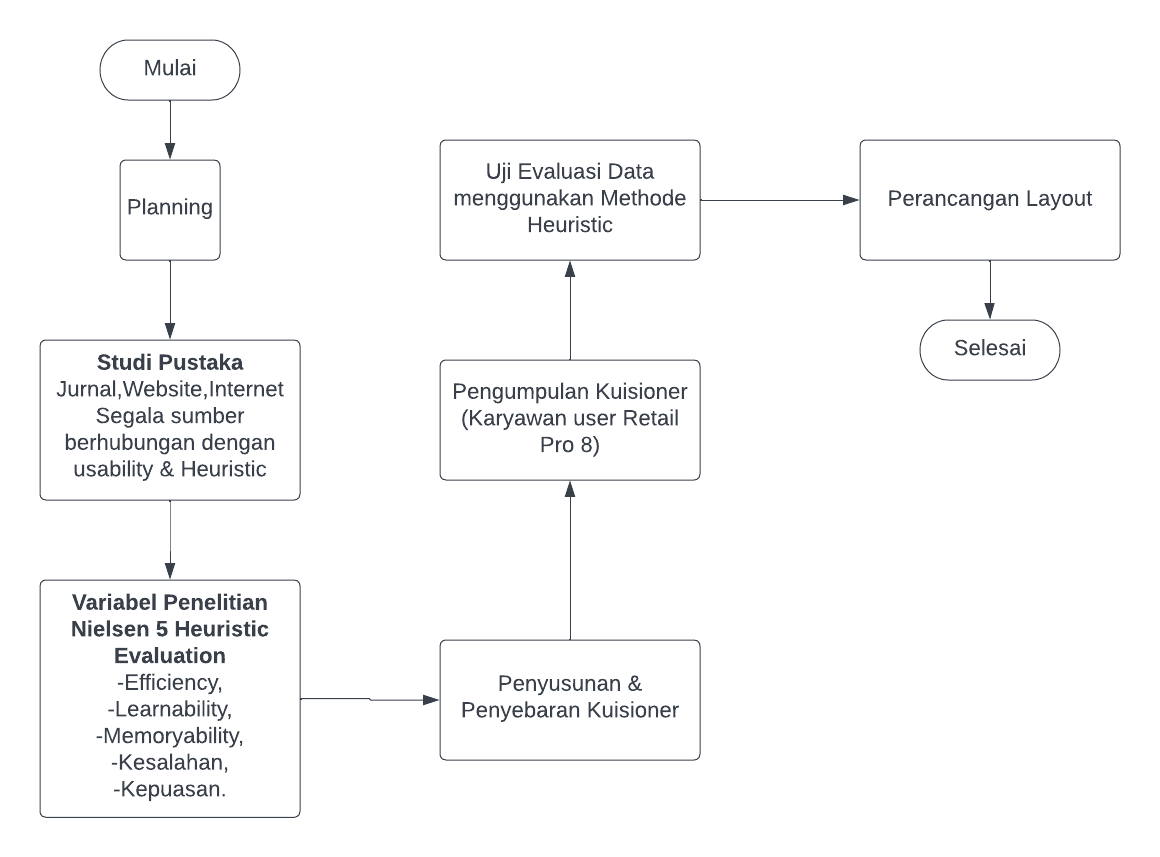 Mulai
Planning
Studi Pustaka
Jurnal,Website,Internet
Segala sumber
berhubungan dengan
usability & Heuristic
Variabel Penelitian
Nielsen 5 Heuristic
Evaluation
-Efficiency,
-Learnability,
-Memoryability,
-Kesalahan,
-Kepuasan.
Penyusunan &
Penyebaran Kuisioner
Pengumpulan Kuisioner
(Karyawan user Retail
Pro 8)
Uji Evaluasi Data
menggunakan Methode
Heuristic
Perancangan Layout
Selesai